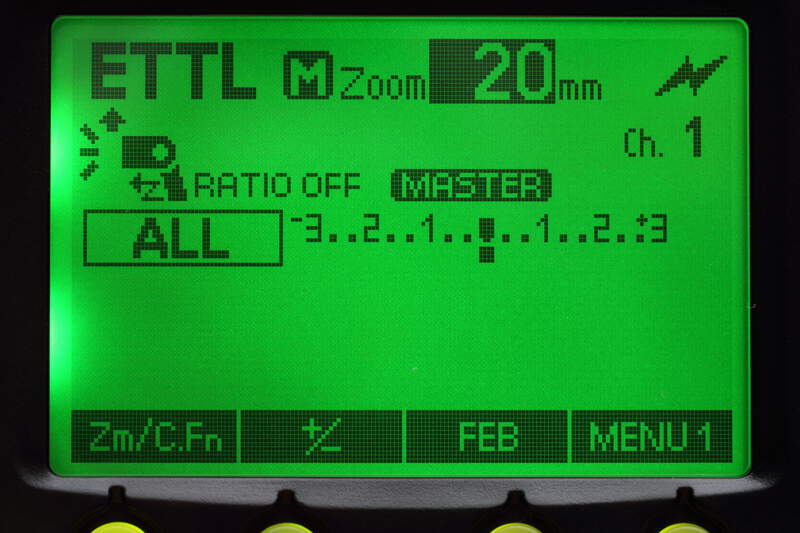 ETTL M Zoom 20mm
Ch. 1
RATIO OFF MASTER
ALL -3..2..1..0..1..2..+3
Zm/C.Fn +/- FEB MENU 1